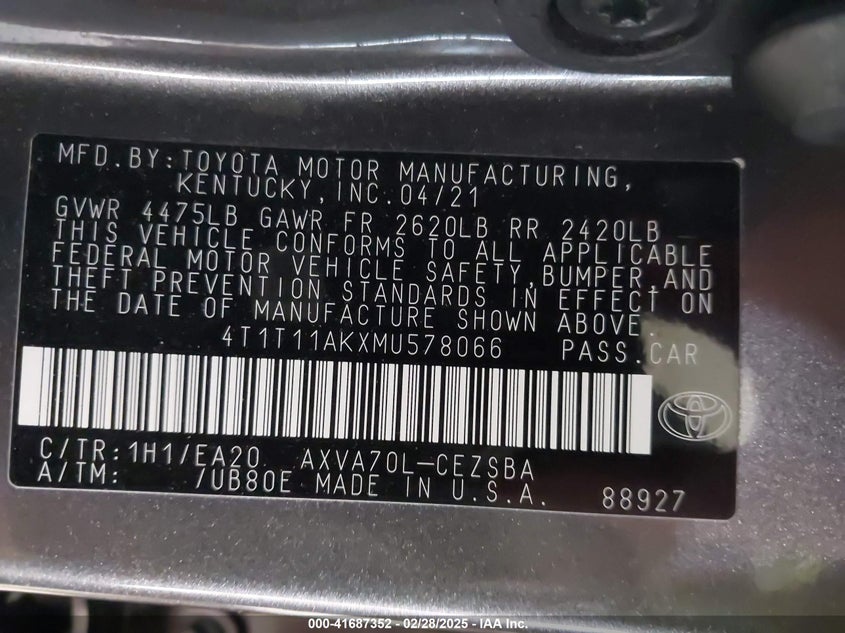 MFD.BY:TOYOTA MOTOR MANUFACTURING,
KENTUCKY,INC.04/21
GVWR 4475LB GAWR FR 2620LB RR 2420LB
THIS VEHICLE CONFORMS TO ALL APPLICABLE
FEDERAL MOTOR VEHICLE SAFETY,BUMPER,AND
THEFT PREVENTION STANDARDS IN EFFECT ON
THE DATE OF MANUFACTURE SHOWN ABOVE.
4T1T11AKXMU578066 PASS.CAR
C/TR:1H1/EA20 AXVA70L-CEZSBA
A/TM: /UB80E MADE IN U.S.A. 88927
000-41687352 / 02/28/2025 — IAA Inc.